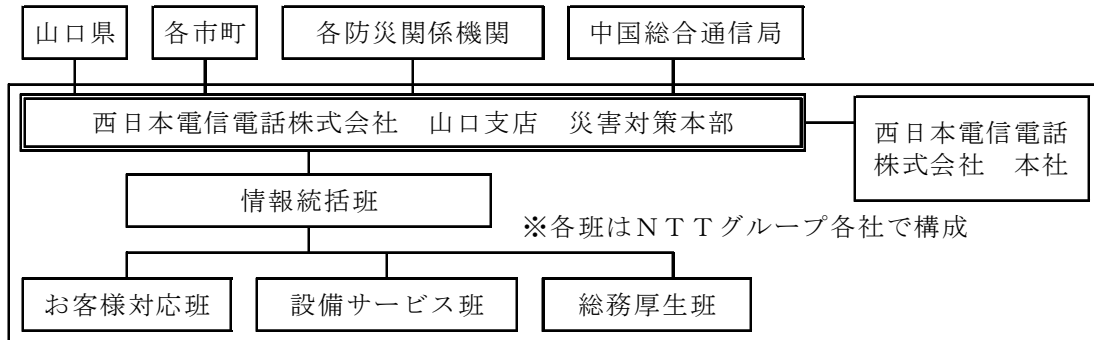 山口県
各市町
各防災関係機関
中国総合通信局
西日本電信電話株式会社　山口支店　災害対策本部
西日本電信電話
株式会社　本社
情報統括班
※各班はＮＴＴグループ各社で構成
お客様対応班
設備サービス班
総務厚生班